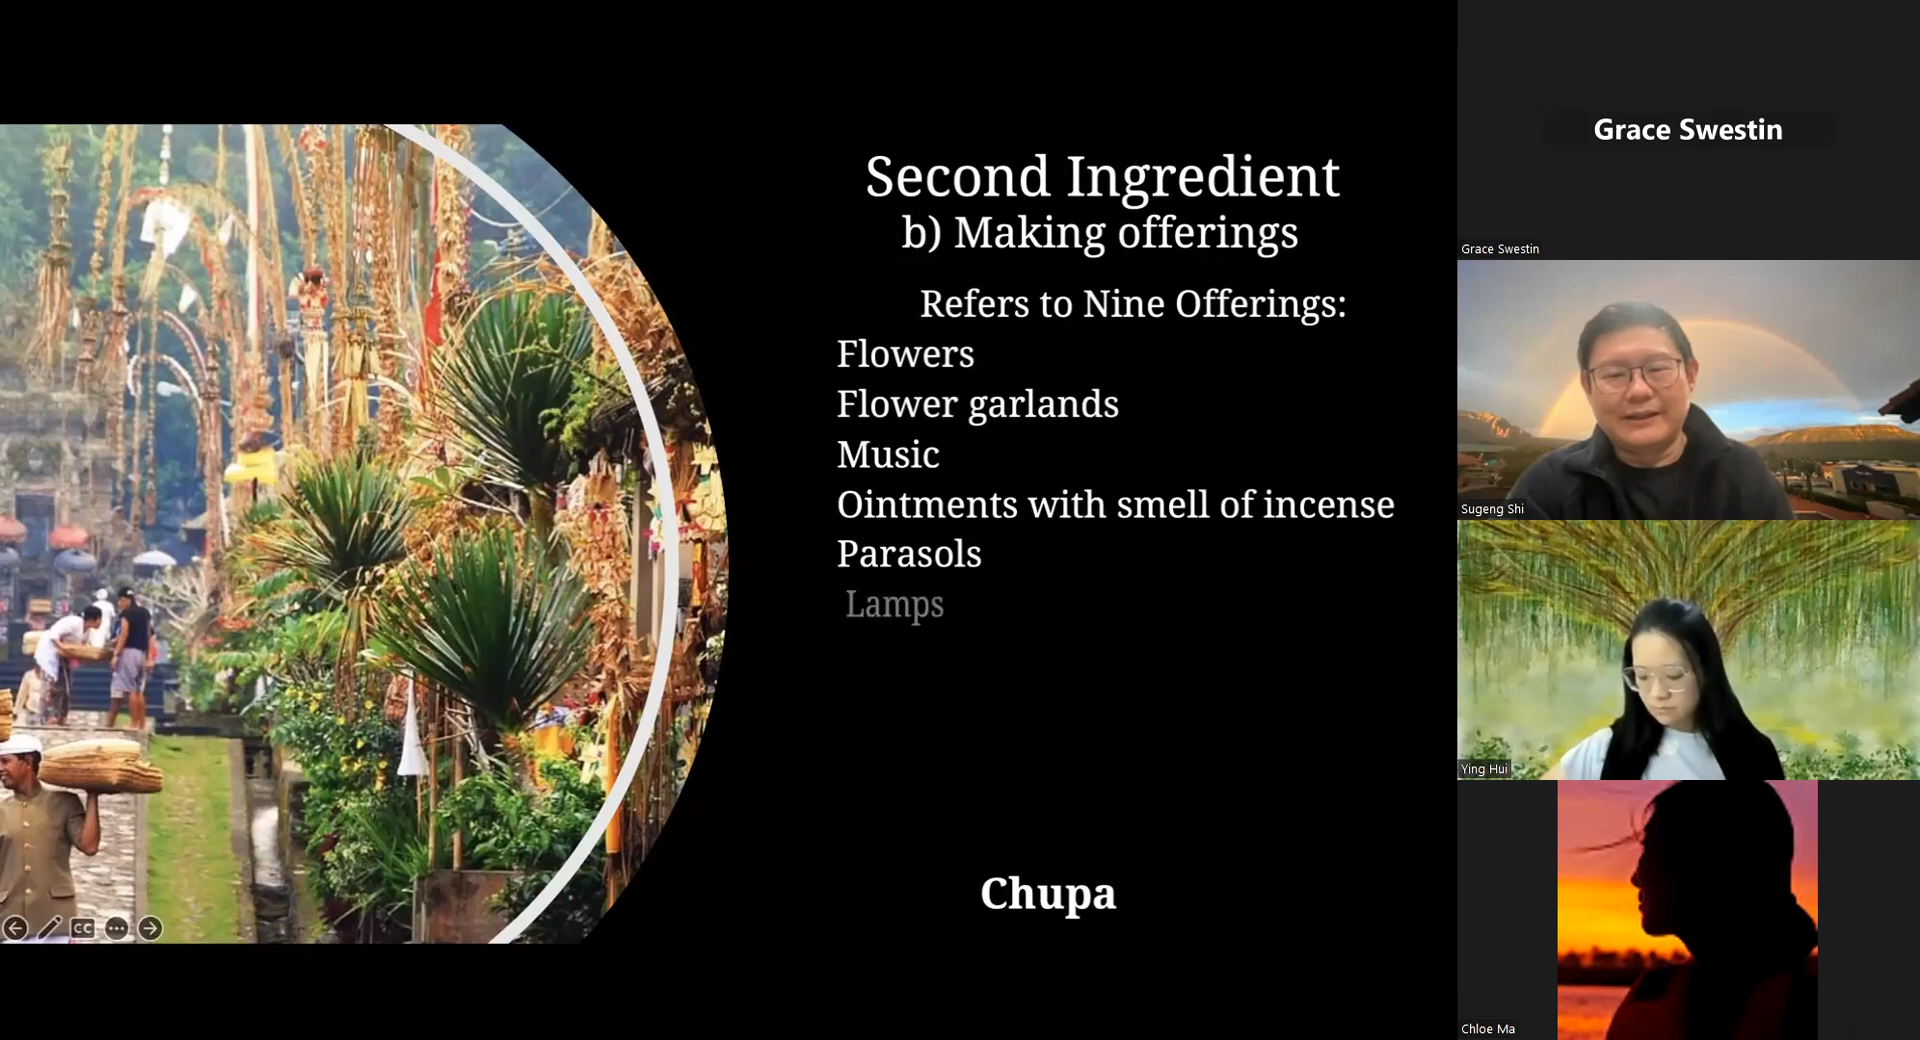 Second Ingredient
b) Making offerings
Refers to Nine Offerings:
Flowers
Flower garlands
Music
Ointments with smell of incense
Parasols
Lamps
Chupa
CC
Grace Swestin
Grace Swestin
Sugeng Shi
Ying Hui
Chloe Ma